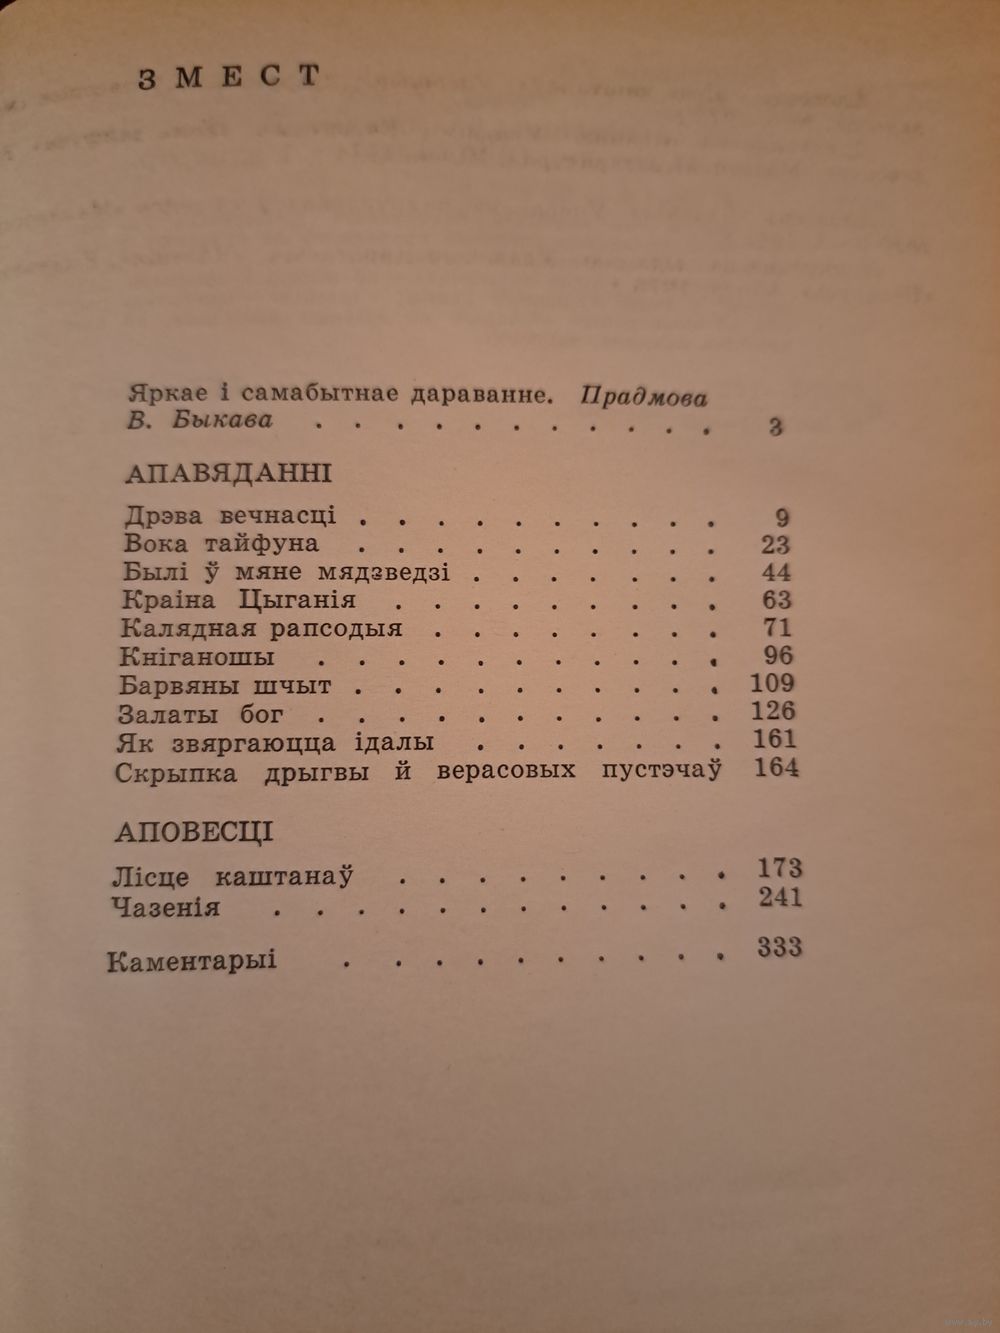 ЗМЕСТ
Яркае і самабытнае дараванне. Прадмова
В. Быкава . . . . . . . . . . . 3
АПАВЯДАННІ
Дрэва вечнасці . . . . . . . . . . 9
Вока тайфуна . . . . . . . . . . 23
Былі ў мяне мядзведзі . . . . . . . 44
Краіна Цыганія . . . . . . . . . 63
Калядная рапсодыя . . . . . . . . 71
Кніганошы . . . . . . . . . . . 96
Барвяны шчыт . . . . . . . . . . 109
Залаты бог . . . . . . . . . . . 126
Як звяргаюцца ідалы . . . . . . . 161
Скрыпка дрыгвы й верасовых пустэчаў 164
АПОВЕСЦІ
Лісце каштанаў . . . . . . . . . 173
Чазенія . . . . . . . . . . . . 241
Каментарыі . . . . . . . . . . 333